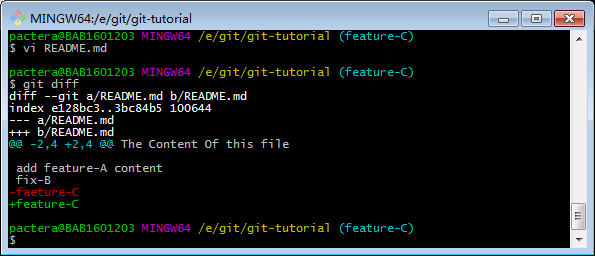 MINGW64:/e/git/git-tutorial
pactera@BAB1601203 MINGW64 /e/git/git-tutorial (feature-C)
$ vi README.md
pactera@BAB1601203 MINGW64 /e/git/git-tutorial (feature-C)
$ git diff
diff --git a/README.md b/README.md
index e128bc3..3bc84b5 100644
--- a/README.md
+++ b/README.md
@@ -2,4 +2,4 @@ The Content Of this file
 add feature-A content
 fix-B
-faeture-C
+feature-C
pactera@BAB1601203 MINGW64 /e/git/git-tutorial (feature-C)
$